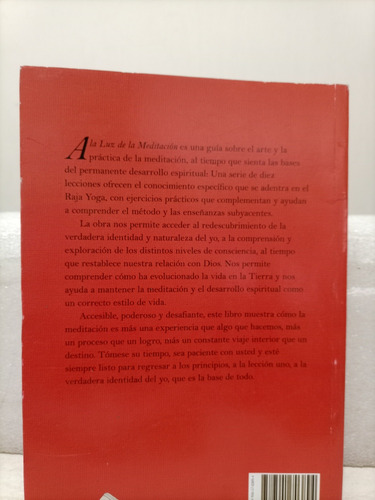 A la Luz de la Meditación es una guía sobre el arte y la
práctica de la meditación, al tiempo que sienta las bases
del permanente desarrollo espiritual: Una serie de diez
lecciones ofrecen el conocimiento específico que se adentra en el
Raja Yoga, con ejercicios prácticos que complementan y ayudan
a comprender el método y las enseñanzas subyacentes.
La obra nos permite acceder al redescubrimiento de la
verdadera identidad y naturaleza del yo, a la comprensión y
exploración de los distintos niveles de consciencia, al tiempo
que restablece nuestra relación con Dios. Nos permite
comprender cómo ha evolucionado la vida en la Tierra y nos
ayuda a mantener la meditación y el desarrollo espiritual como
un correcto estilo de vida.
Accesible, poderoso y desafiante, este libro muestra cómo la
meditación es más una experiencia que algo que hacemos, más
un proceso que un logro, más un constante viaje interior que un
destino. Tómese su tiempo, sea paciente con usted y esté
siempre listo para regresar a los principios, a la lección uno, a la
verdadera identidad del yo, que es la base de todo.